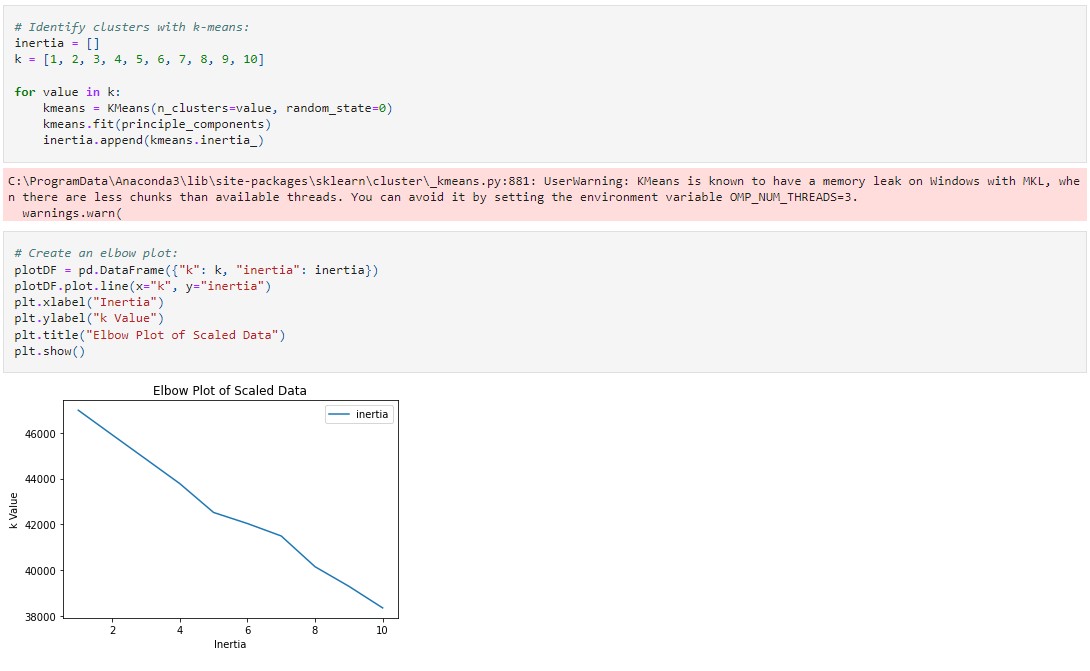 # Identify clusters with k-means:
inertia = []
k = [1, 2, 3, 4, 5, 6, 7, 8, 9, 10]
for value in k:
    kmeans = KMeans(n_clusters=value, random_state=0)
    kmeans.fit(principle_components)
    inertia.append(kmeans.inertia_)
C:\ProgramData\Anaconda3\lib\site-packages\sklearn\cluster\_kmeans.py:881: UserWarning: KMeans is known to have a memory leak on Windows with MKL, whe
n there are less chunks than available threads. You can avoid it by setting the environment variable OMP_NUM_THREADS=3.
  warnings.warn(
# Create an elbow plot:
plotDF = pd.DataFrame({"k": k, "inertia": inertia})
plotDF.plot.line(x="k", y="inertia")
plt.xlabel("Inertia")
plt.ylabel("k Value")
plt.title("Elbow Plot of Scaled Data")
plt.show()
Elbow Plot of Scaled Data
inertia
46000
44000
42000
40000
38000
k Value
2 4 6 8 10
Inertia